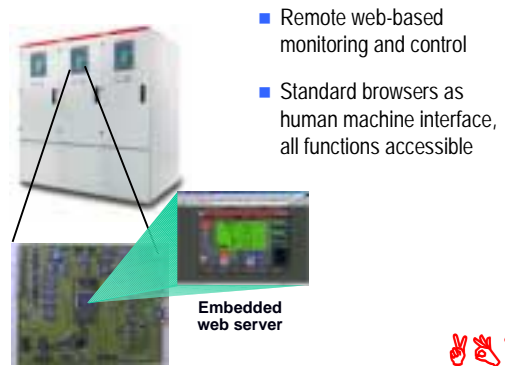 Remote web-based
monitoring and control
Standard browsers as
human machine interface,
all functions accessible
Embedded
web server